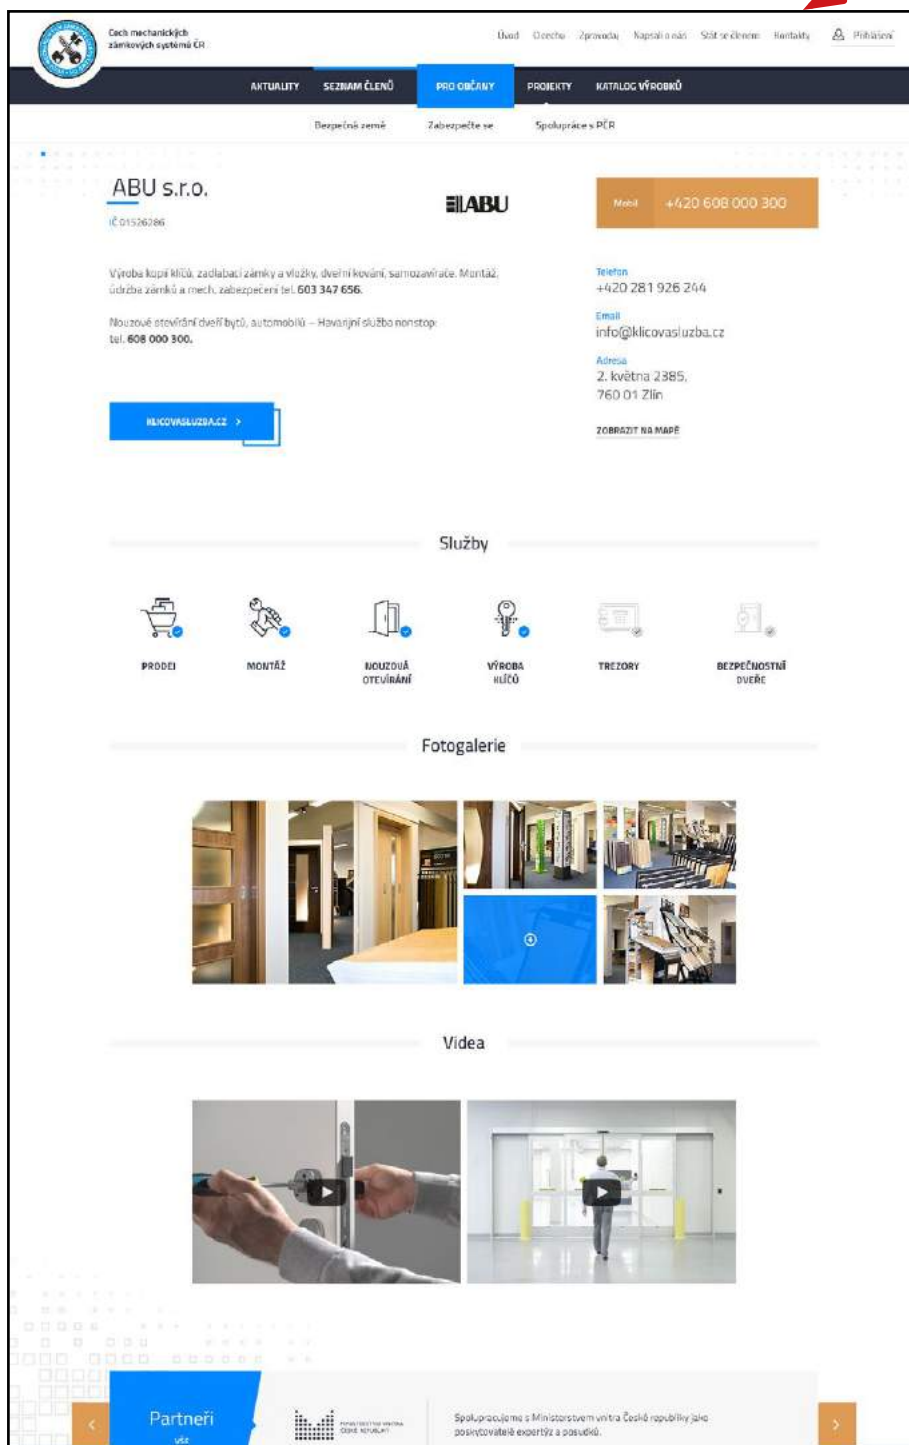 Cech mechanických
zámkových systémů ČR
Úvod O cechu Zpravodaj Napsali o nás Stát se členem Kontakty Přihlášení
AKTUALITY SEZNAM ČLENŮ PRO OBČANY PROJEKTY KATALOG VÝROBKŮ
Bezpečná země Zabezpečte se Spolupráce s PČR
ABU s.r.o.
IČ 01526286
ABU
Mobil +420 608 000 300
Výroba kopií klíčů, zadlabací zámky a vložky, dveřní kování, samozavírače. Montáž,
údržba zámků a mech. zabezpečení tel. 603 347 656.
Nouzové otevírání dveří bytů, automobilů – Havarijní služba nonstop:
tel. 608 000 300.
KLICOVASLUZBA.CZ
Telefon
+420 281 926 244
Email
info@klicovasluzba.cz
Adresa
2. května 2385,
760 01 Zlín
ZOBRAZIT NA MAPĚ
Služby
PRODEJ
MONTÁŽ
NOUZOVÁ
OTEVÍRÁNÍ
VÝROBA
KLÍČŮ
TREZORY
BEZPEČNOSTNÍ
DVEŘE
Fotogalerie
Videa
Partneři
MINISTERSTVO VNITRA
ČESKÉ REPUBLIKY
Spolupracujeme s Ministerstvem vnitra České republiky jako
poskytovatelé expertýz a posudků.